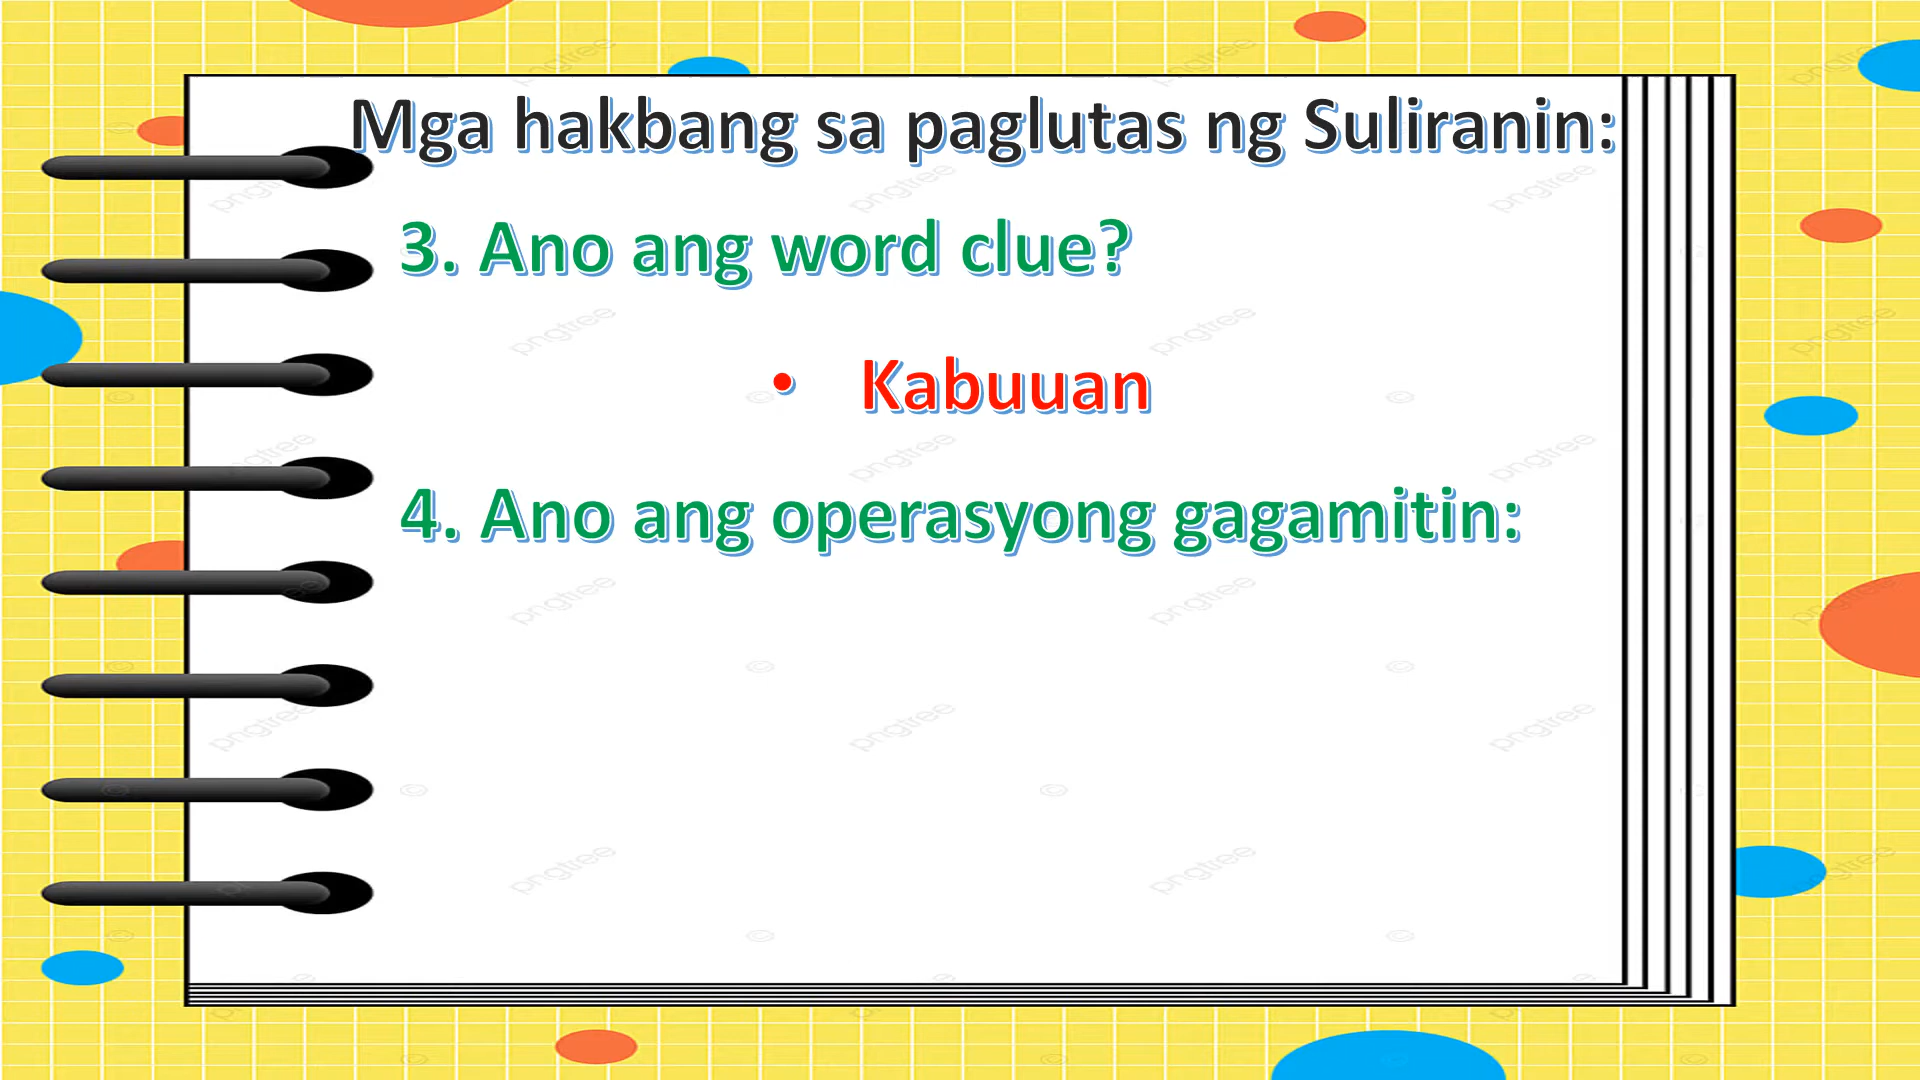 Mga hakbang sa paglutas ng Suliranin:
3. Ano ang word clue?
• Kabuuan
4. Ano ang operasyong gagamitin: